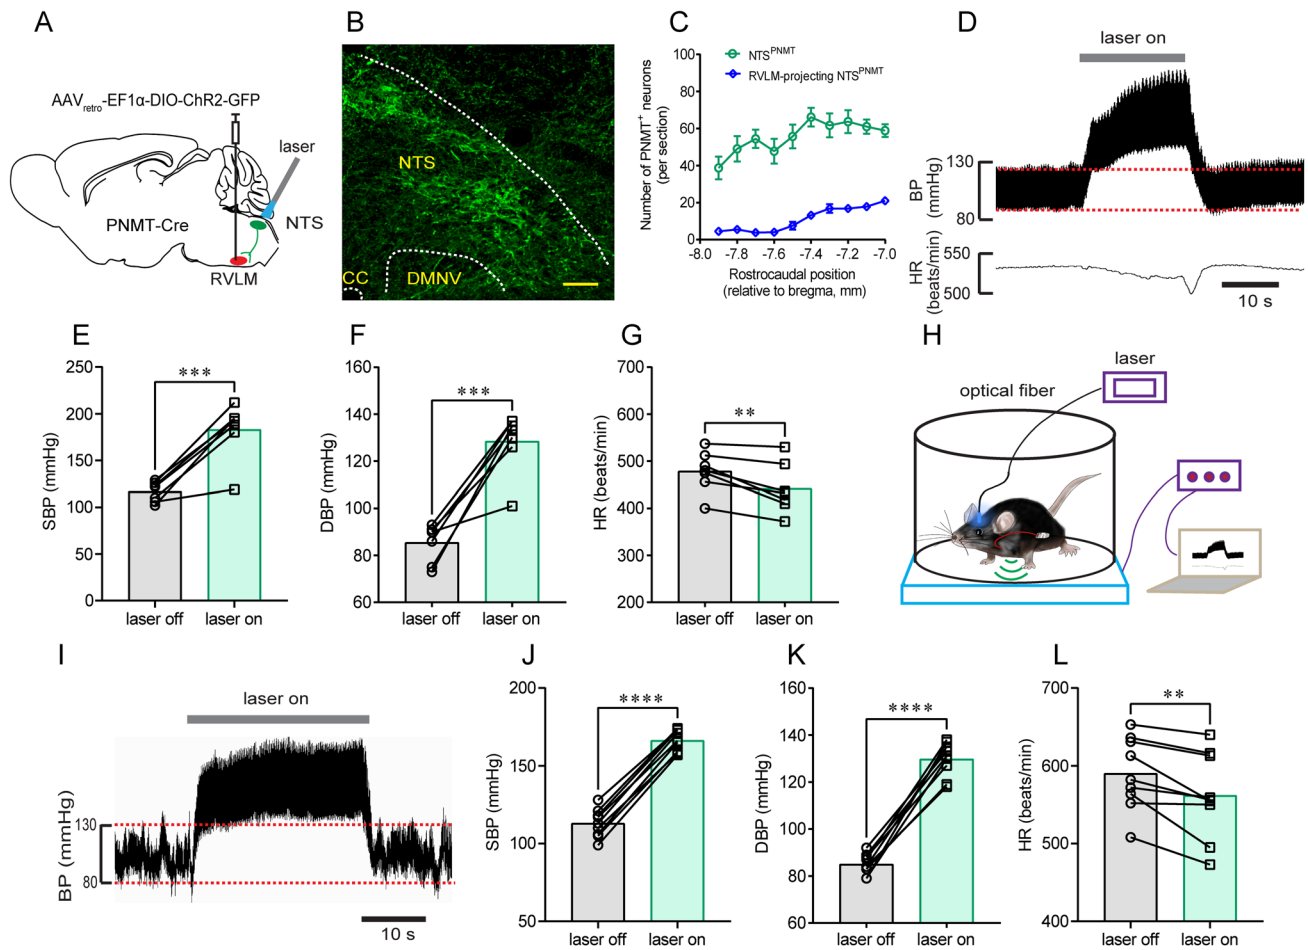 A
AAVretro-EF1α-DIO-ChR2-GFP
laser
NTS
PNMT-Cre
RVLM
B
NTS
CC
DMNV
C
NTSPNMT
RVLM-projecting NTSPNMT
Number of PNMT+ neurons
(per section)
100
80
60
40
20
0
-8.0
-7.8
-7.6
-7.4
-7.2
-7.0
Rostrocaudal position
(relative to bregma, mm)
D
laser on
BP
(mmHg)
130
80
HR
(beats/min)
550
500
10 s
E
SBP (mmHg)
250
200
150
100
50
0
***
laser off
laser on
F
DBP (mmHg)
160
140
120
100
80
60
***
laser off
laser on
G
HR (beats/min)
700
600
500
400
300
200
**
laser off
laser on
H
laser
optical fiber
I
laser on
BP (mmHg)
130
80
10 s
J
SBP (mmHg)
200
150
100
50
****
laser off
laser on
K
DBP (mmHg)
160
140
120
100
80
60
****
laser off
laser on
L
HR (beats/min)
700
600
500
400
**
laser off
laser on